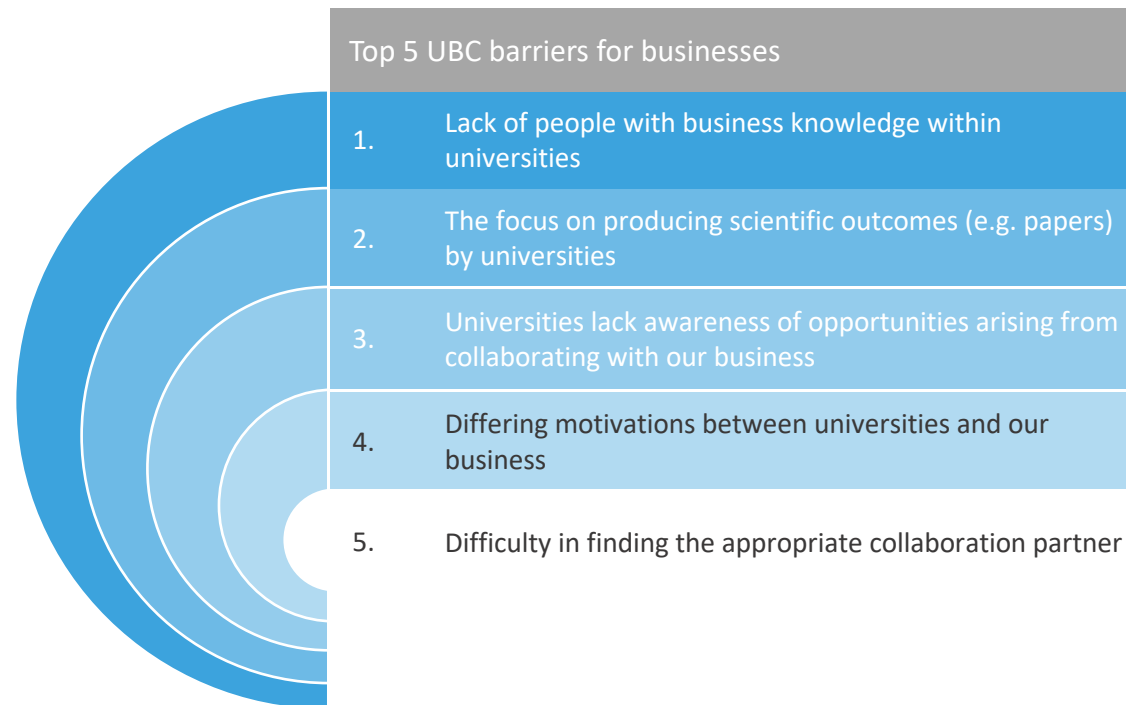 Top 5 UBC barriers for businesses
1.
Lack of people with business knowledge within
universities
2.
The focus on producing scientific outcomes (e.g. papers)
by universities
3.
Universities lack awareness of opportunities arising from
collaborating with our business
4.
Differing motivations between universities and our
business
5.
Difficulty in finding the appropriate collaboration partner